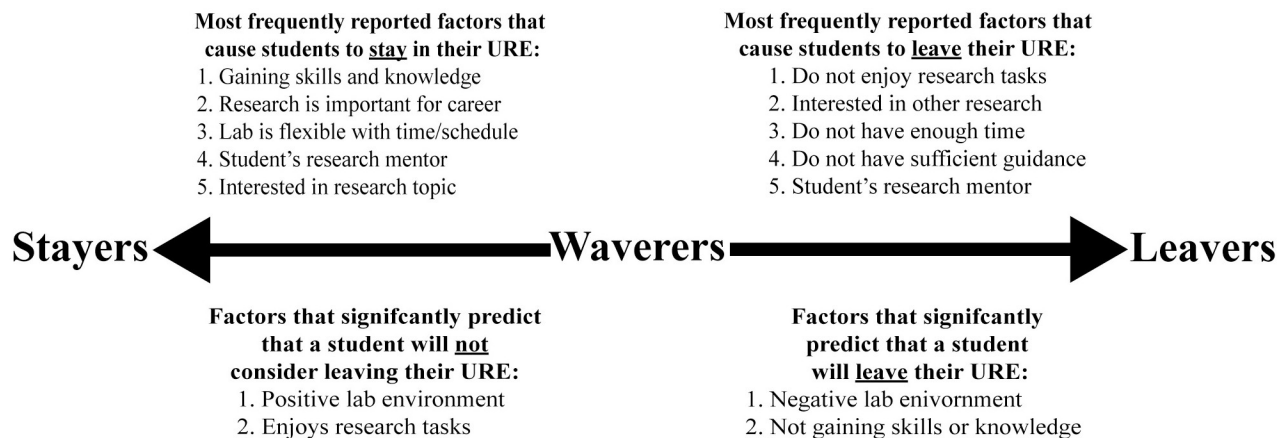 Most frequently reported factors that
cause students to stay in their URE:
1. Gaining skills and knowledge
2. Research is important for career
3. Lab is flexible with time/schedule
4. Student's research mentor
5. Interested in research topic
Most frequently reported factors that
cause students to leave their URE:
1. Do not enjoy research tasks
2. Interested in other research
3. Do not have enough time
4. Do not have sufficient guidance
5. Student's research mentor
Stayers
Waverers
Leavers
Factors that signifcantly predict
that a student will not
consider leaving their URE:
1. Positive lab environment
2. Enjoys research tasks
Factors that signifcantly
predict that a student
will leave their URE:
1. Negative lab enivornment
2. Not gaining skills or knowledge